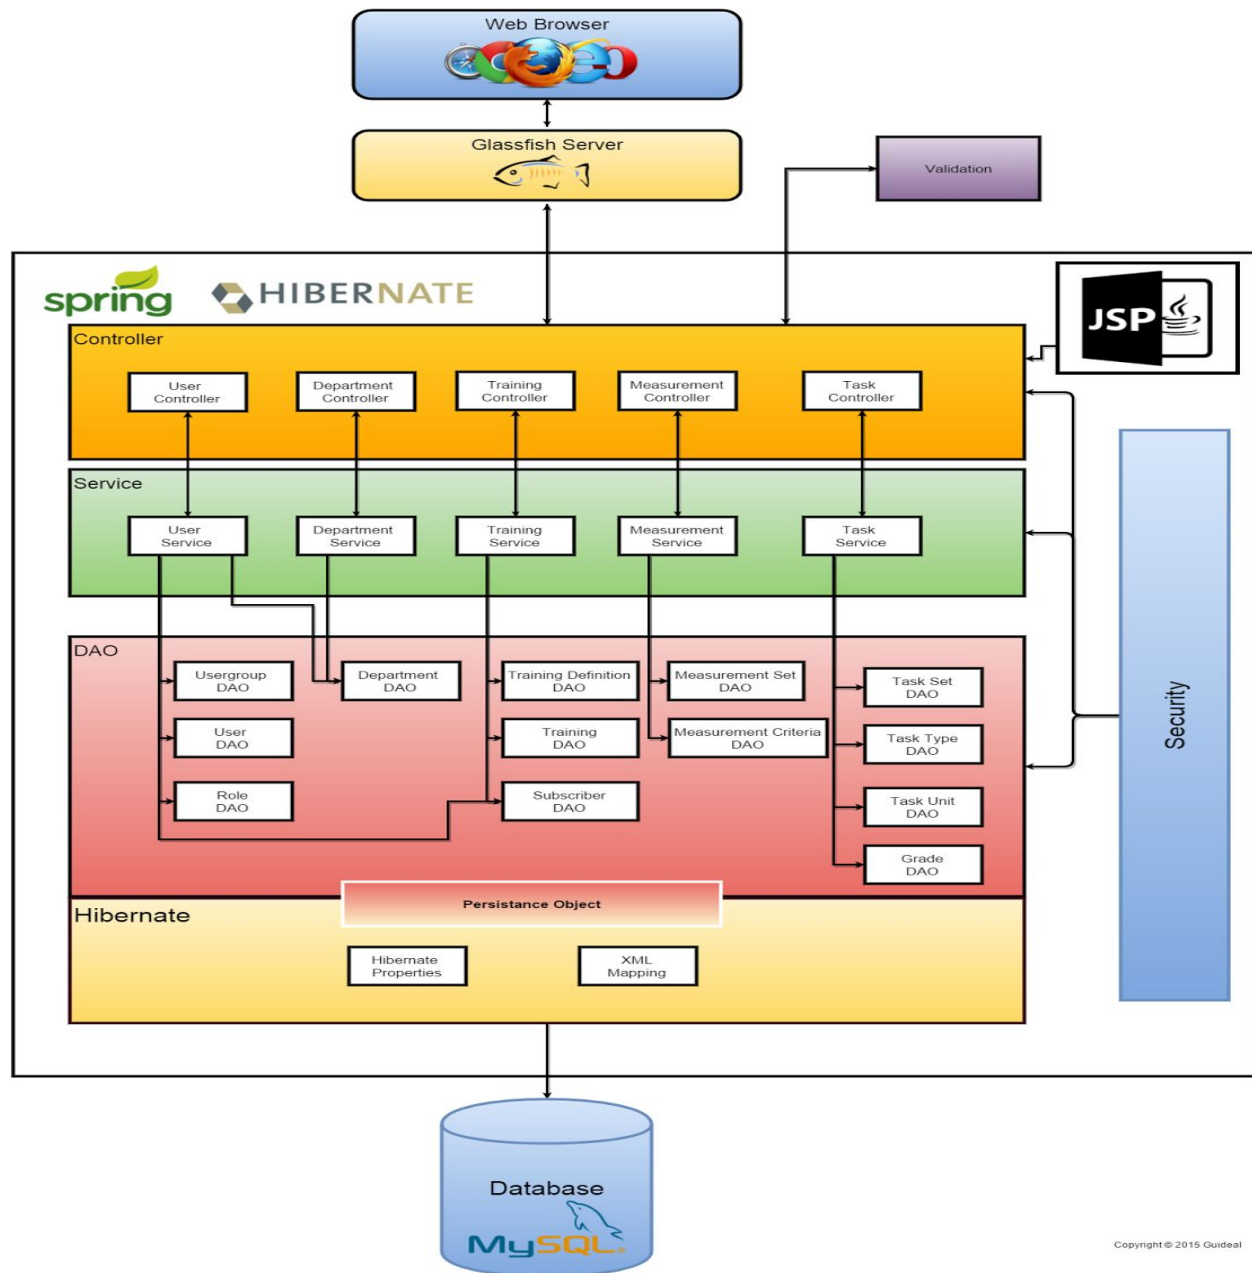 Web Browser
Glassfish Server
Validation
spring
HIBERNATE
JSP
Controller
User
Controller
Department
Controller
Training
Controller
Measurement
Controller
Task
Controller
Service
User
Service
Department
Service
Training
Service
Measurement
Service
Task
Service
DAO
Usergroup
DAO
Department
DAO
Training Definition
DAO
Measurement Set
DAO
Task Set
DAO
User
DAO
Training
DAO
Measurement Criteria
DAO
Task Type
DAO
Role
DAO
Subscriber
DAO
Task Unit
DAO
Grade
DAO
Security
Persistance Object
Hibernate
Hibernate
Properties
XML
Mapping
Database
MySQL
Copyright © 2015 Guideal